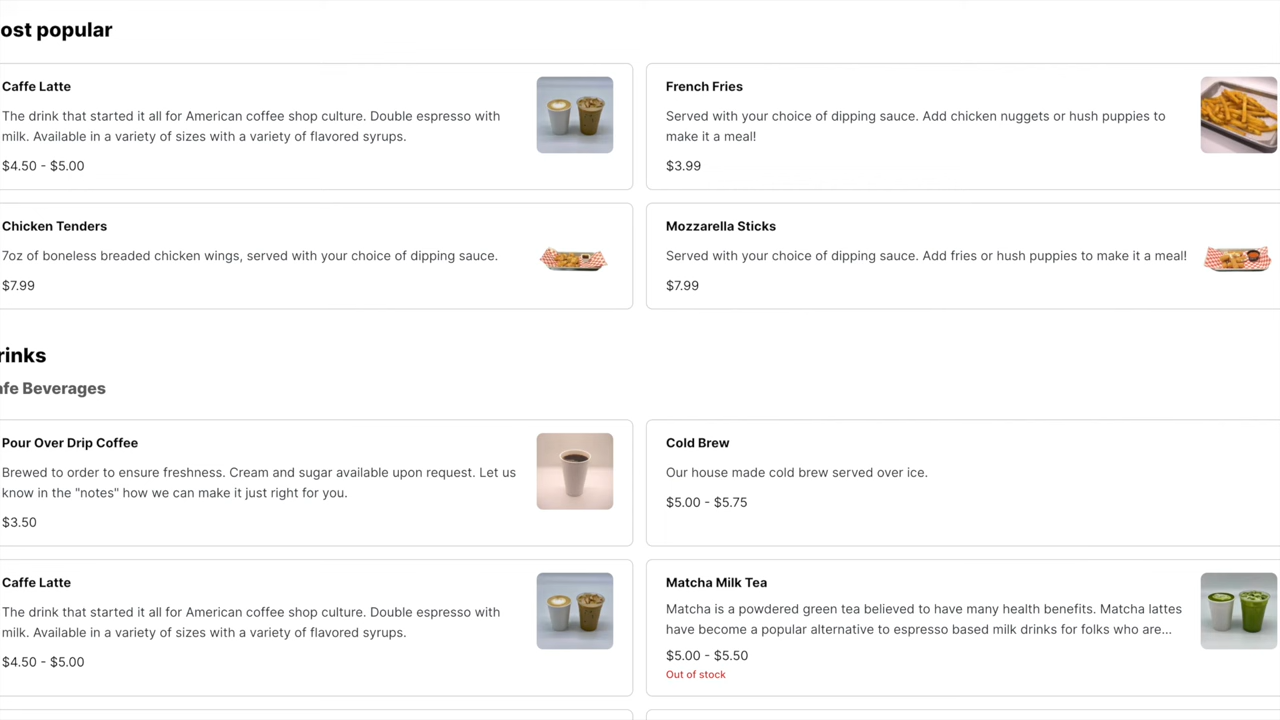 ost popular
Caffe Latte
The drink that started it all for American coffee shop culture. Double espresso with
milk. Available in a variety of sizes with a variety of flavored syrups.
$4.50 - $5.00
French Fries
Served with your choice of dipping sauce. Add chicken nuggets or hush puppies to
make it a meal!
$3.99
Chicken Tenders
7oz of boneless breaded chicken wings, served with your choice of dipping sauce.
$7.99
Mozzarella Sticks
Served with your choice of dipping sauce. Add fries or hush puppies to make it a meal!
$7.99
rinks
afe Beverages
Pour Over Drip Coffee
Brewed to order to ensure freshness. Cream and sugar available upon request. Let us
know in the "notes" how we can make it just right for you.
$3.50
Cold Brew
Our house made cold brew served over ice.
$5.00 - $5.75
Caffe Latte
The drink that started it all for American coffee shop culture. Double espresso with
milk. Available in a variety of sizes with a variety of flavored syrups.
$4.50 - $5.00
Matcha Milk Tea
Matcha is a powdered green tea believed to have many health benefits. Matcha lattes
have become a popular alternative to espresso based milk drinks for folks who are...
$5.00 - $5.50
Out of stock